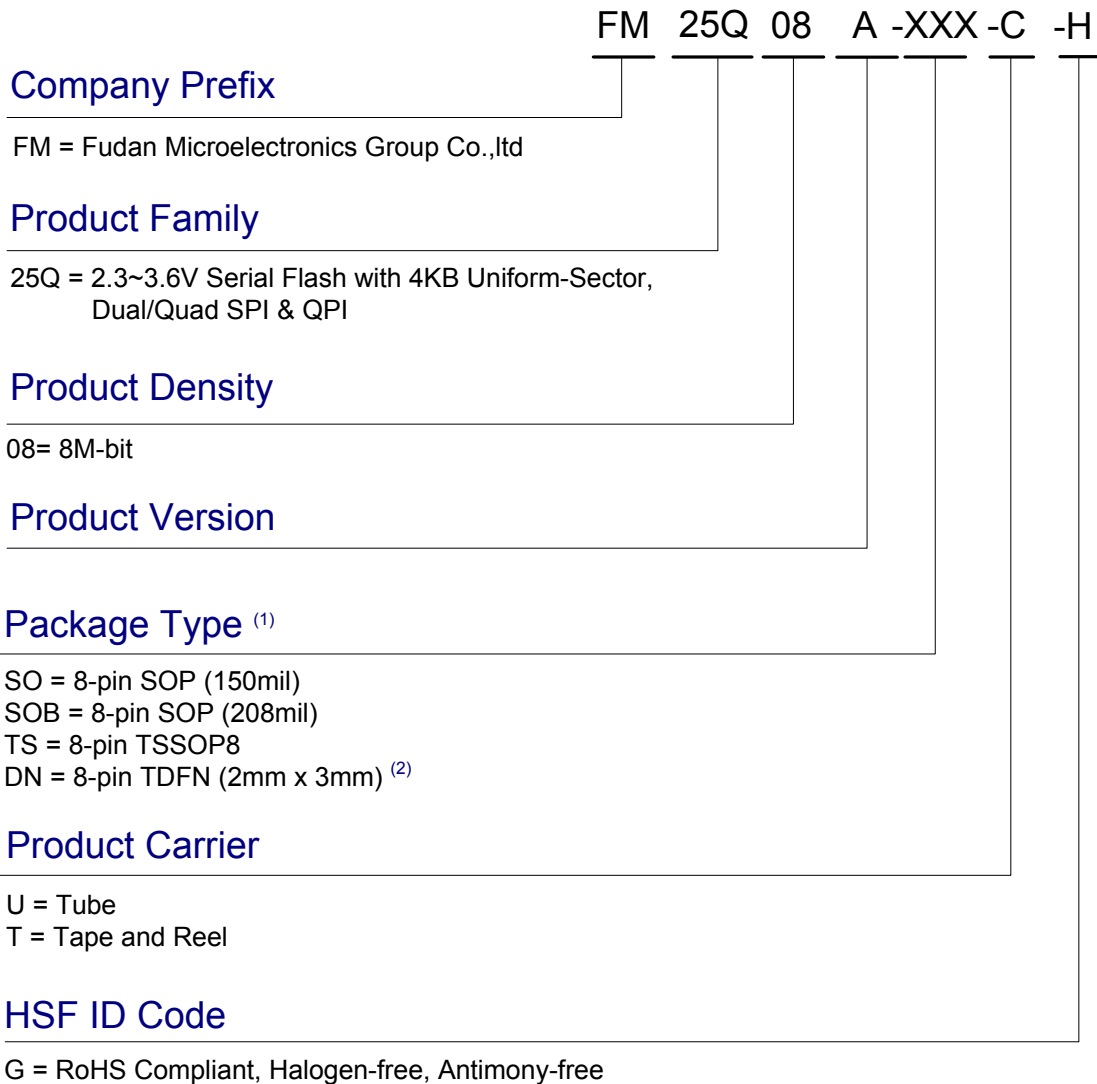 FM 25Q 08 A -XXX -C -H
Company Prefix
FM = Fudan Microelectronics Group Co.,ltd
Product Family
25Q = 2.3~3.6V Serial Flash with 4KB Uniform-Sector,
Dual/Quad SPI & QPI
Product Density
08= 8M-bit
Product Version
Package Type (1)
SO = 8-pin SOP (150mil)
SOB = 8-pin SOP (208mil)
TS = 8-pin TSSOP8
DN = 8-pin TDFN (2mm x 3mm) (2)
Product Carrier
U = Tube
T = Tape and Reel
HSF ID Code
G = RoHS Compliant, Halogen-free, Antimony-free